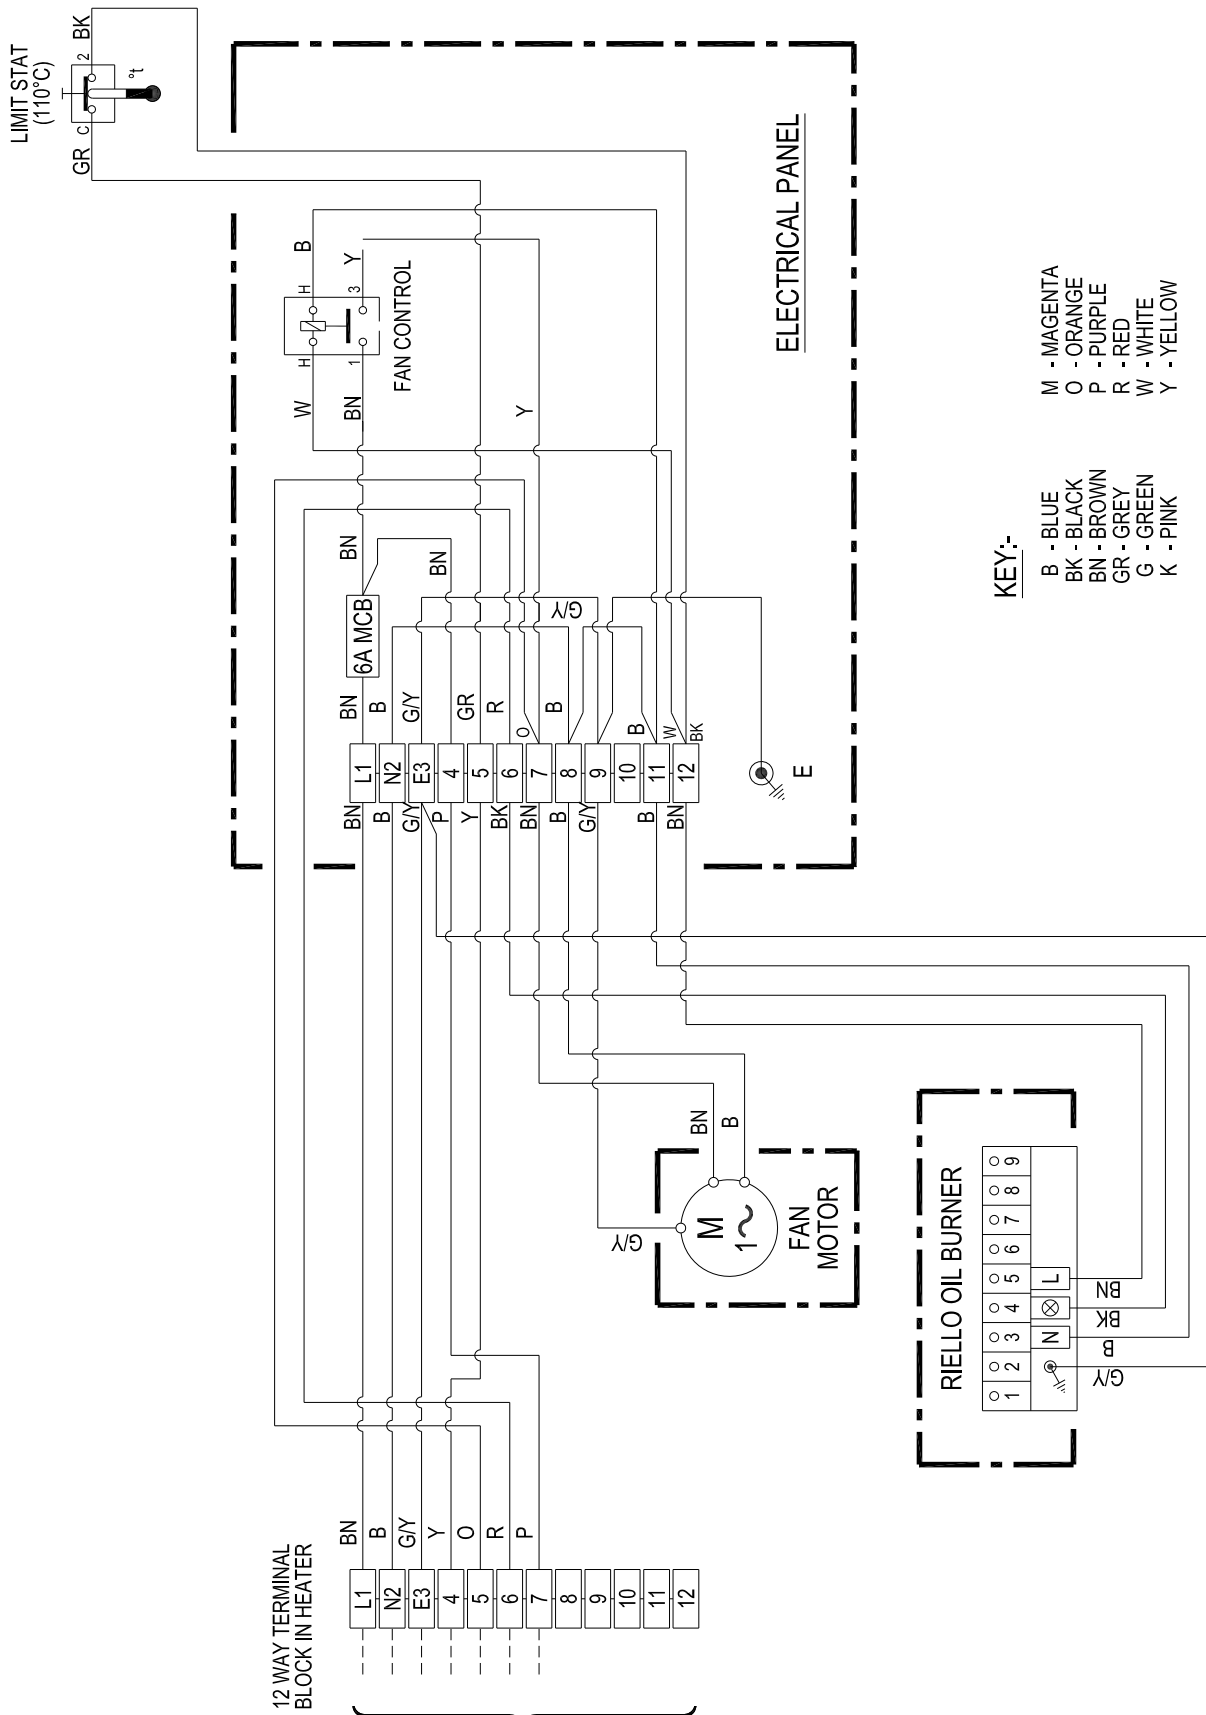 LIMIT STAT
(110°C)
GR
C
2
BK
°t
W
H
H
B
BN
1
3
Y
FAN CONTROL
ELECTRICAL PANEL
12 WAY TERMINAL
BLOCK IN HEATER
L1
BN
BN
L1
BN
6A MCB
BN
N2
B
B
N2
B
BN
E3
G/Y
G/Y
E3
G/Y
4
Y
P
4
5
O
Y
5
GR
6
R
BK
6
R
7
P
BN
7
O
Y
8
B
8
B
G/Y
9
G/Y
9
10
10
11
B
11
B
12
BN
12
W
BK
E
G/Y
BN
B
M
1
FAN
MOTOR
RIELLO OIL BURNER
1
2
3
4
5
6
7
8
9
N
L
G/Y
B
BK
BN
KEY:-
B - BLUE
BK - BLACK
BN - BROWN
GR - GREY
G - GREEN
K - PINK
M - MAGENTA
O - ORANGE
P - PURPLE
R - RED
W - WHITE
Y - YELLOW